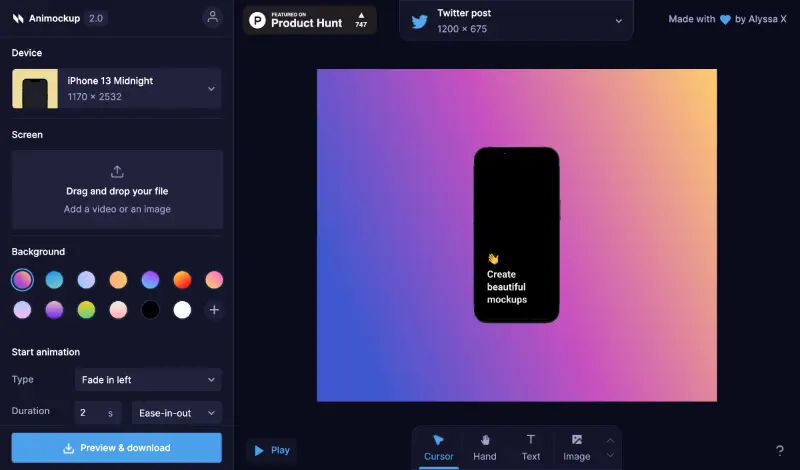 Animockup 2.0
Device
iPhone 13 Midnight
1170 × 2532
Screen
Drag and drop your file
Add a video or an image
Background
Start animation
Type
Fade in left
Duration
2 s
Ease-in-out
Preview & download
P
FEATURED ON
Product Hunt
747
Twitter post
1200 × 675
Made with 💙 by Alyssa X
👋
Create
beautiful
mockups
Play
Cursor
Hand
Text
Image
?